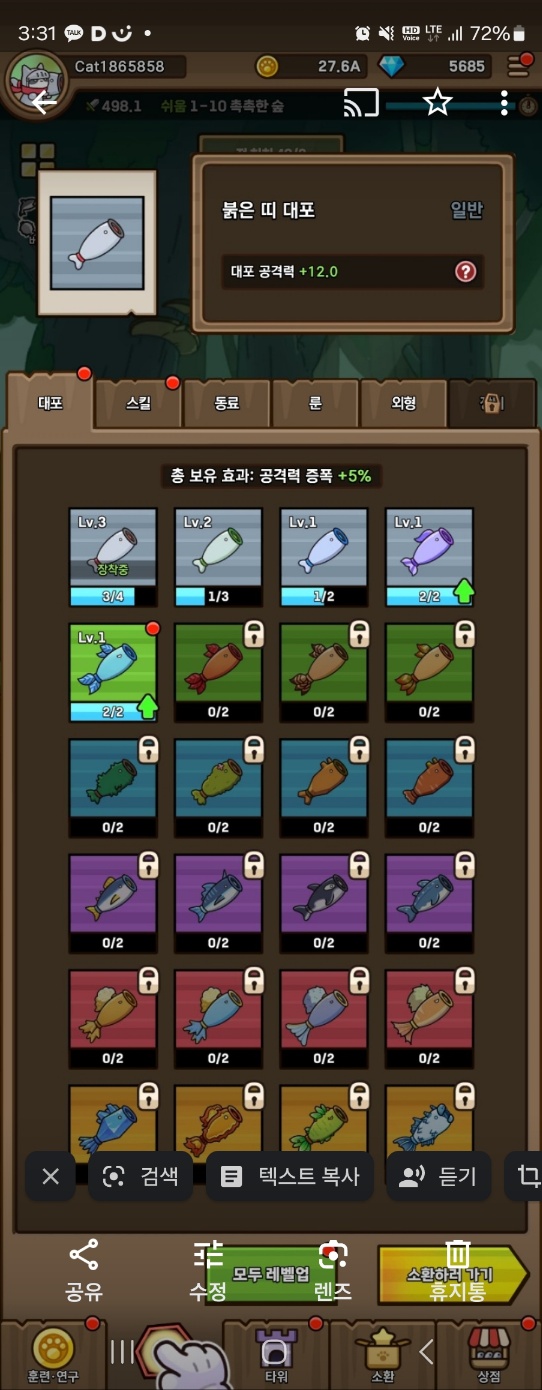 3:31 TALK D LTE 72%
Cat1865858 27.6A 5685
498.1 쉬움 1-10 촉촉한 숲
붉은 띠 대포 일반
대포 공격력 +12.0 ?
대포 스킬 동료 룬 외형
총 보유 효과: 공격력 증폭 +5%
Lv.3 Lv.2 Lv.1 Lv.1
장착중
3/4 1/3 1/2 2/2
Lv.1
2/2 0/2 0/2 0/2
0/2 0/2 0/2 0/2
0/2 0/2 0/2 0/2
0/2 0/2 0/2 0/2
검색 텍스트 복사 듣기
모두 레벨업 소환하러 가기
공유 수정 렌즈 휴지통
훈련·연구 타워 소환 상점